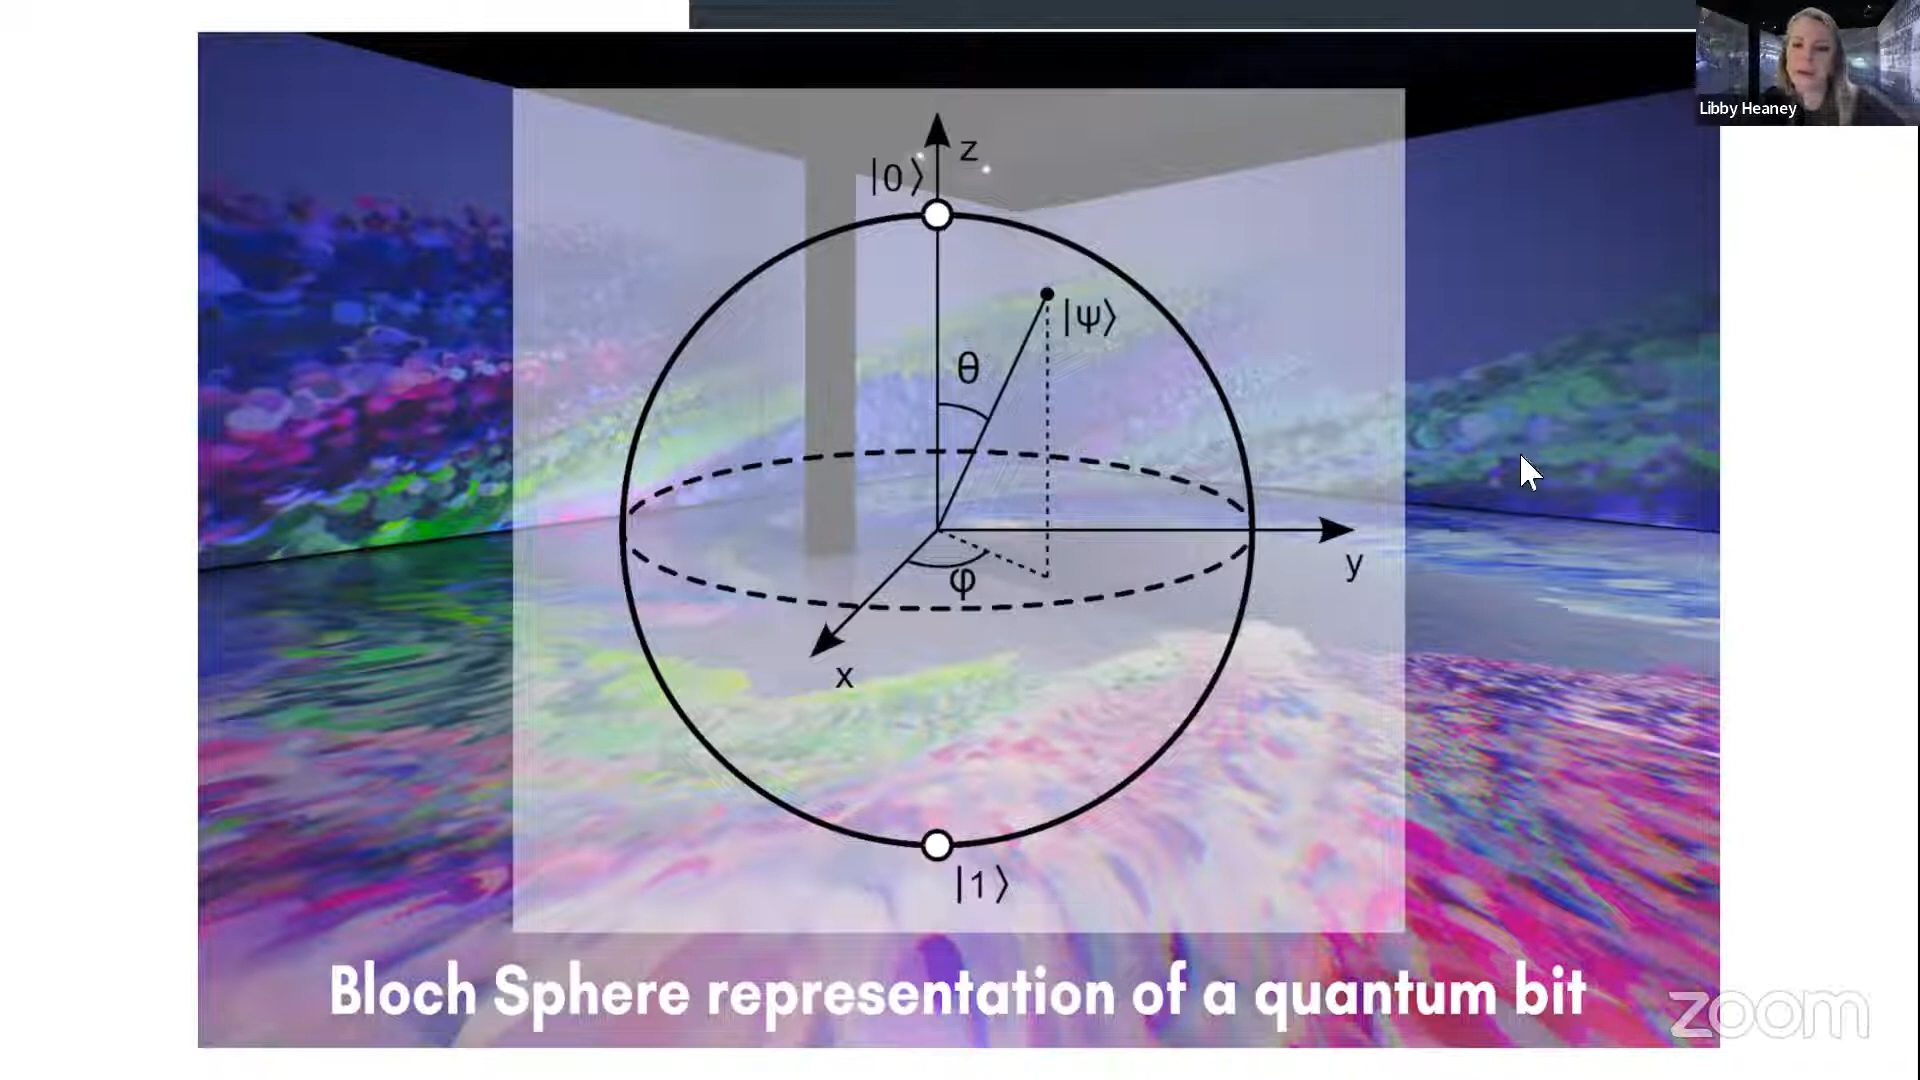 Libby Heaney
z
|0⟩
|ψ⟩
θ
y
φ
x
|1⟩
Bloch Sphere representation of a quantum bit
zoom